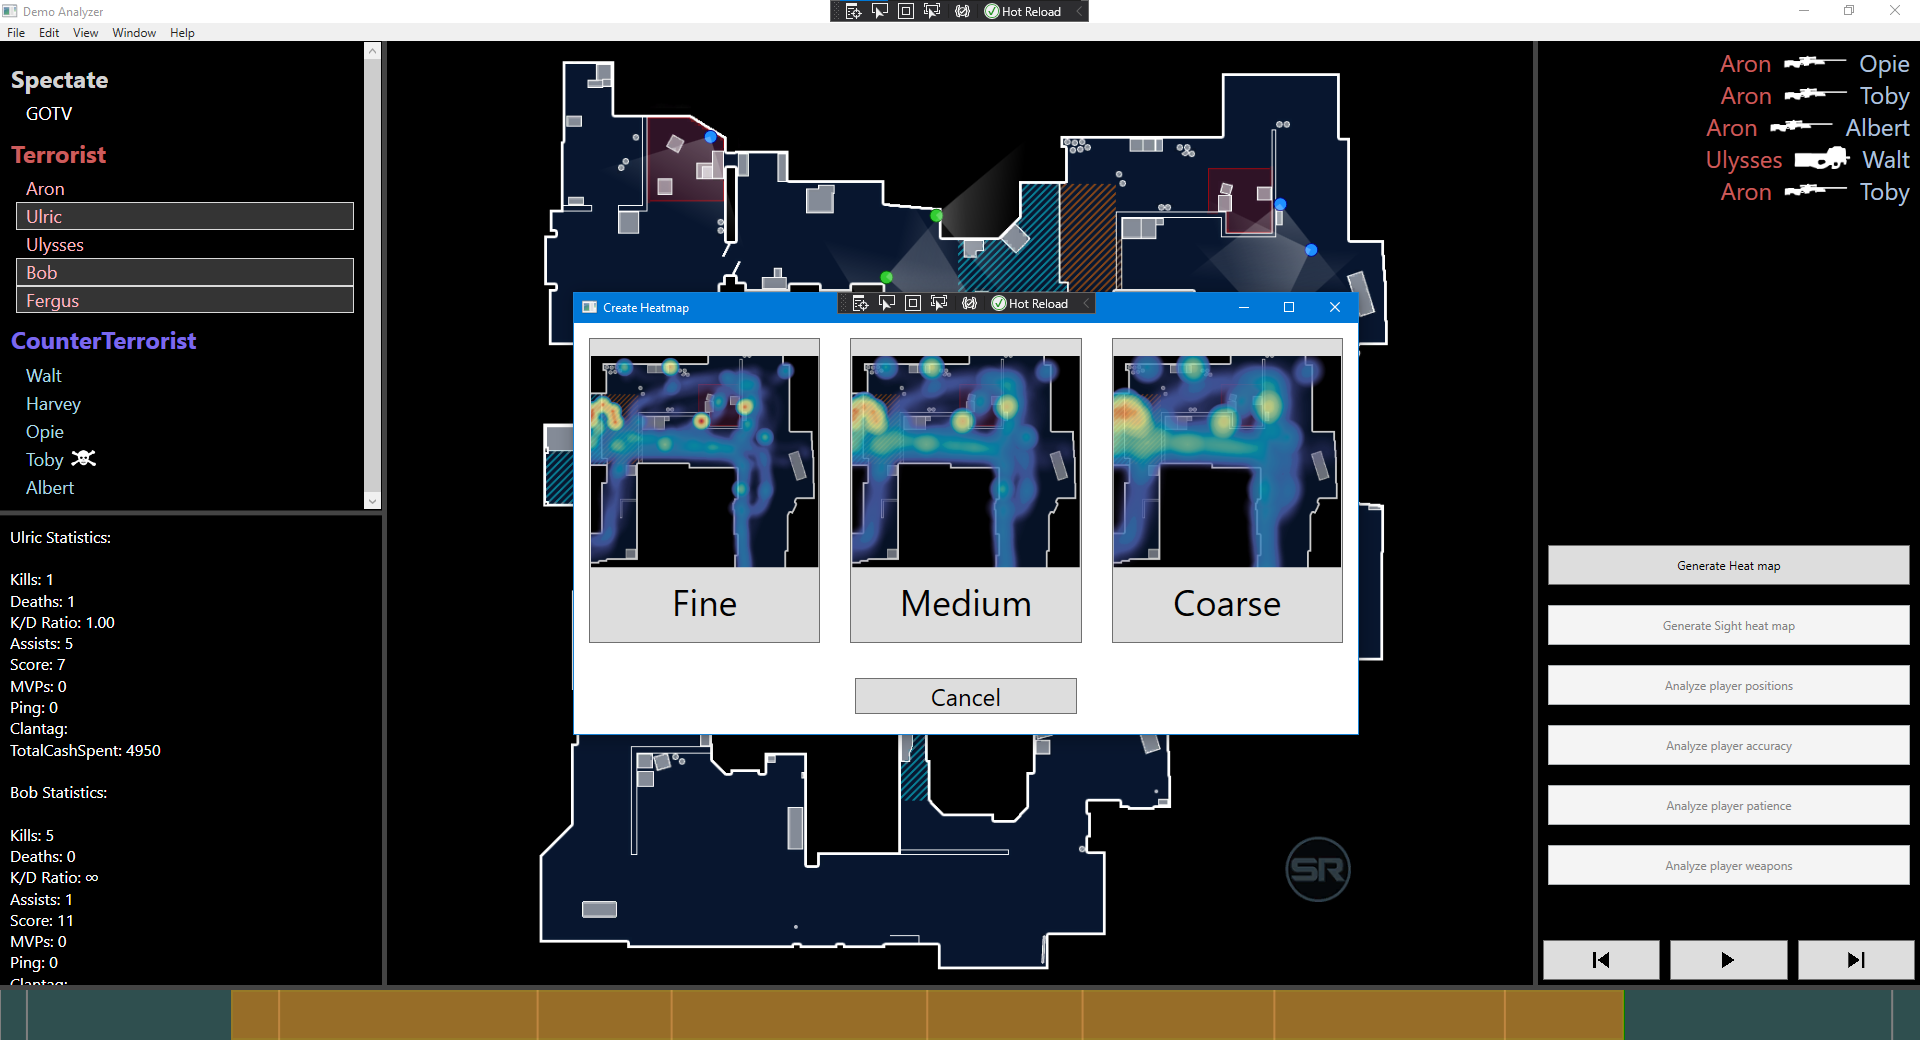 Demo Analyzer
Hot Reload
File Edit View Window Help
Spectate
GOTV
Terrorist
Aron
Ulric
Ulysses
Bob
Fergus
CounterTerrorist
Walt
Harvey
Opie
Toby
Albert
Ulric Statistics:
Kills: 1
Deaths: 1
K/D Ratio: 1.00
Assists: 5
Score: 7
MVPs: 0
Ping: 0
Clantag:
TotalCashSpent: 4950
Bob Statistics:
Kills: 5
Deaths: 0
K/D Ratio: ∞
Assists: 1
Score: 11
MVPs: 0
Ping: 0
Clantag:
Create Heatmap
Hot Reload
Fine
Medium
Coarse
Cancel
SR
Aron Opie
Aron Toby
Aron Albert
Ulysses Walt
Aron Toby
Generate Heat map
Generate Sight heat map
Analyze player positions
Analyze player accuracy
Analyze player patience
Analyze player weapons